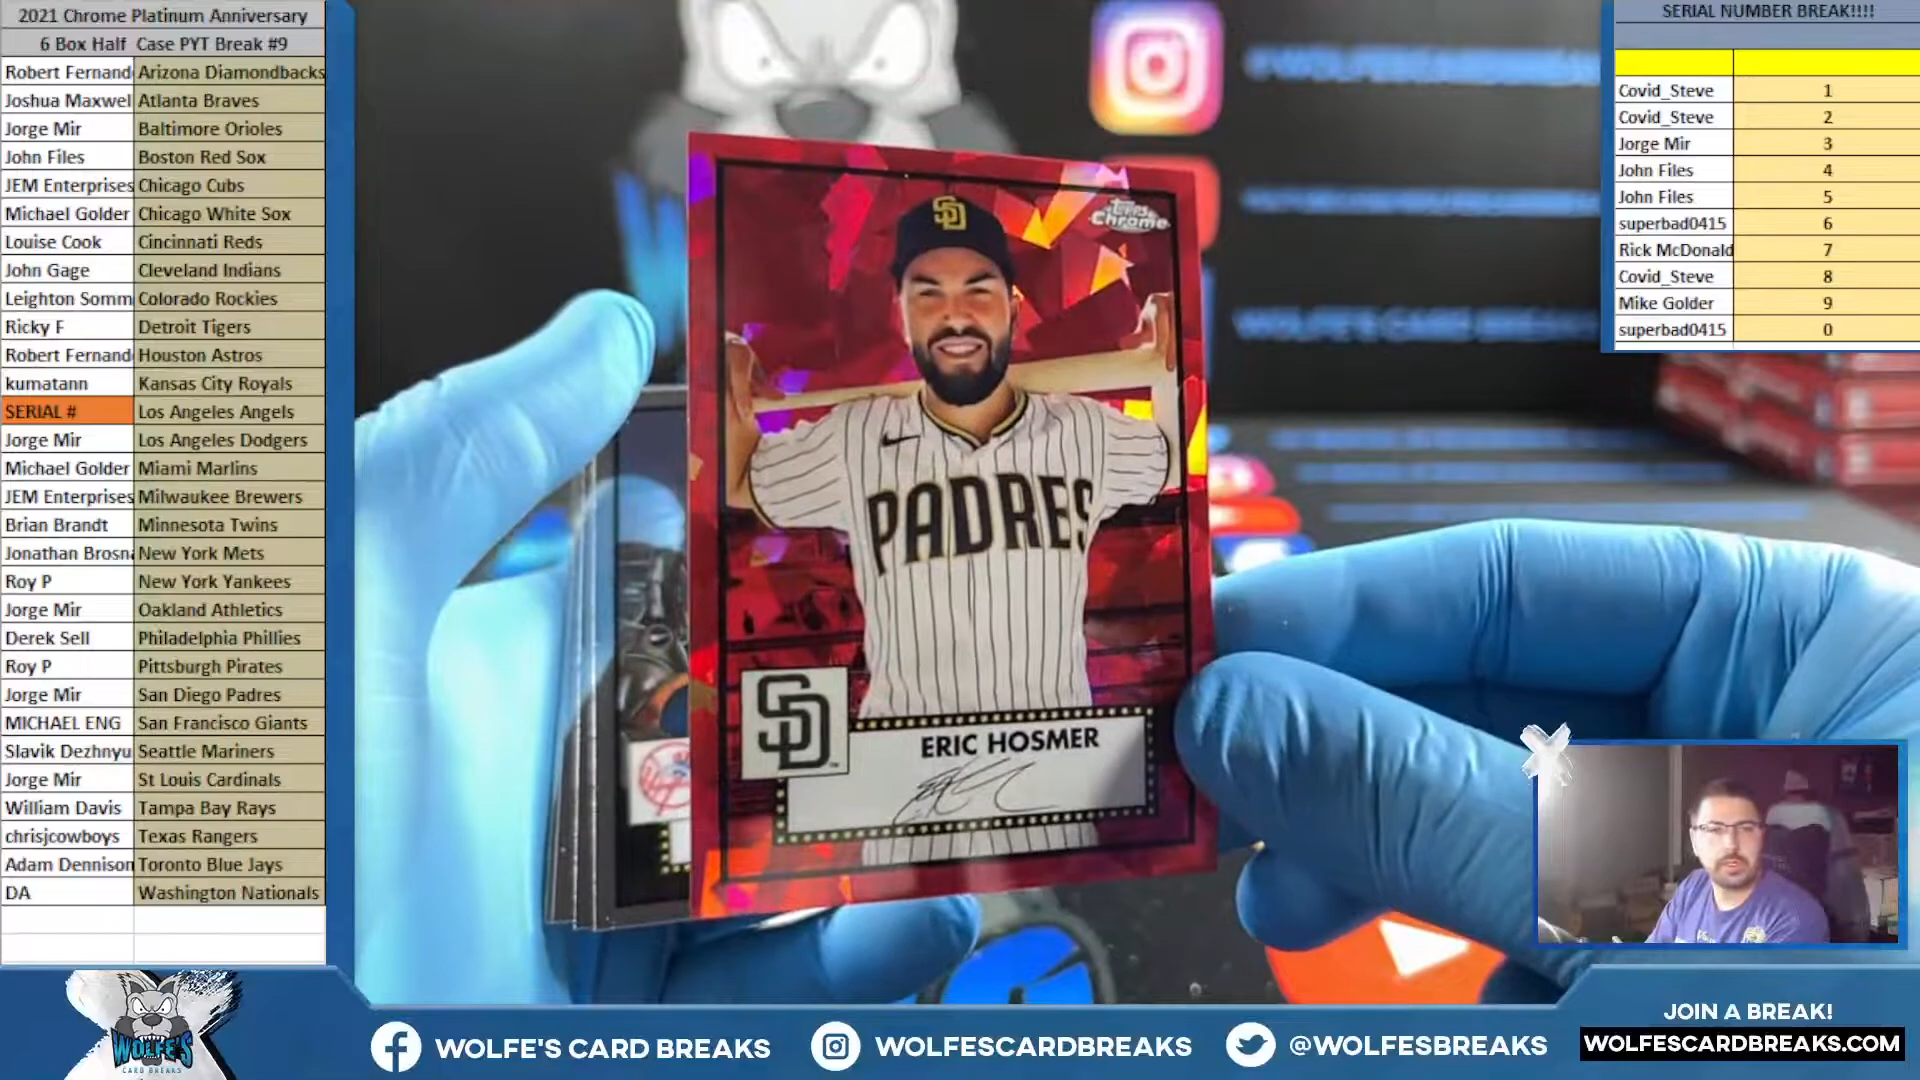 2021 Chrome Platinum Anniversary
6 Box Half Case PYT Break #9
Robert Fernand Arizona Diamondbacks
Joshua Maxwel Atlanta Braves
Jorge Mir Baltimore Orioles
John Files Boston Red Sox
JEM Enterprises Chicago Cubs
Michael Golder Chicago White Sox
Louise Cook Cincinnati Reds
John Gage Cleveland Indians
Leighton Somm Colorado Rockies
Ricky F Detroit Tigers
Robert Fernand Houston Astros
kumatann Kansas City Royals
SERIAL # Los Angeles Angels
Jorge Mir Los Angeles Dodgers
Michael Golder Miami Marlins
JEM Enterprises Milwaukee Brewers
Brian Brandt Minnesota Twins
Jonathan Brosna New York Mets
Roy P New York Yankees
Jorge Mir Oakland Athletics
Derek Sell Philadelphia Phillies
Roy P Pittsburgh Pirates
Jorge Mir San Diego Padres
MICHAEL ENG San Francisco Giants
Slavik Dezhnyu Seattle Mariners
Jorge Mir St Louis Cardinals
William Davis Tampa Bay Rays
chrisjcowboys Texas Rangers
Adam Dennison Toronto Blue Jays
DA Washington Nationals
SERIAL NUMBER BREAK!!!!
Covid_Steve 1
Covid_Steve 2
Jorge Mir 3
John Files 4
John Files 5
superbad0415 6
Rick McDonald 7
Covid_Steve 8
Mike Golder 9
superbad0415 0
SD
Topps
Chrome
PADRES
SD
ERIC HOSMER
WOLFE'S
CARD BREAKS
WOLFE'S CARD BREAKS
WOLFESCARDBREAKS
@WOLFESBREAKS
JOIN A BREAK!
WOLFESCARDBREAKS.COM